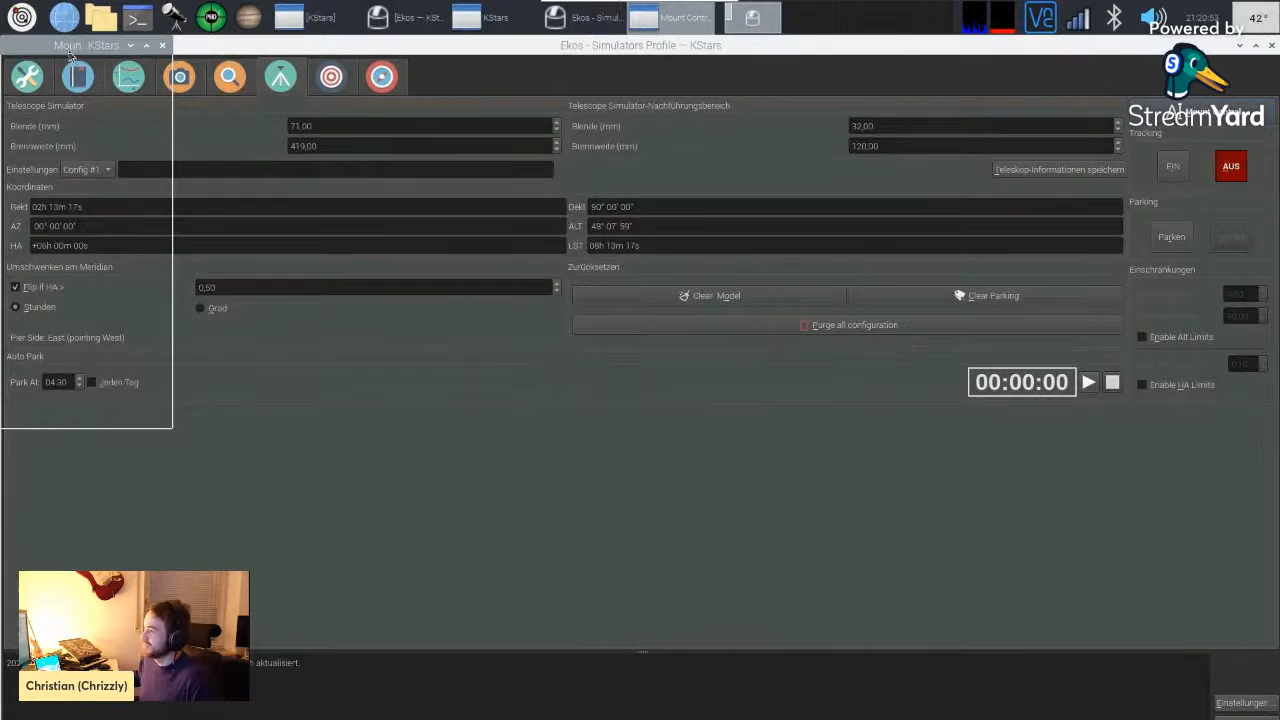 [KStars]
[Ekos — KSt...
KStars
Ekos - Simul...
Mount Contr...
21:20:53
42°
Powered by
StreamYard
Moun KStars
Ekos - Simulators Profile — KStars
Telescope Simulator
Blende (mm)
71,00
Brennweite (mm)
419,00
Einstellungen:
Config #1
Telescope Simulator-Nachführungsbereich
Blende (mm)
32,00
Brennweite (mm)
120,00
Teleskop-Informationen speichern
Koordinaten
Rekt
02h 13m 17s
Dekl
90° 00' 00"
AZ
00° 00' 00"
ALT
48° 07' 59"
HA
+06h 00m 00s
LST
08h 13m 17s
Umschwenken am Meridian
Flip if HA >
0,50
Stunden
Grad
Pier Side: East (pointing West)
Zurücksetzen
Clear Model
Clear Parking
Purge all configuration
Auto Park
Park At:
04:30
Jeden Tag
00:00:00
Tracking
EIN
AUS
Parking
Parken
Einschränkungen
Enable Alt Limits
Enable HA Limits
aktualisiert.
Christian (Chrizzly)
Einstellungen ...